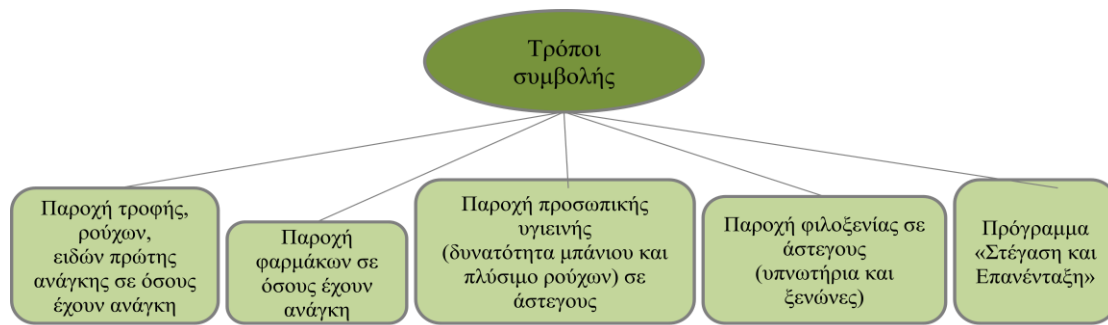 Τρόποι
συμβολής
Παροχή τροφής,
ρούχων,
ειδών πρώτης
ανάγκης σε όσους
έχουν ανάγκη
Παροχή
φαρμάκων σε
όσους έχουν
ανάγκη
Παροχή προσωπικής
υγιεινής
(δυνατότητα μπάνιου και
πλύσιμο ρούχων) σε
άστεγους
Παροχή φιλοξενίας σε
άστεγους
(υπνωτήρια και
ξενώνες)
Πρόγραμμα
«Στέγαση και
Επανένταξη»